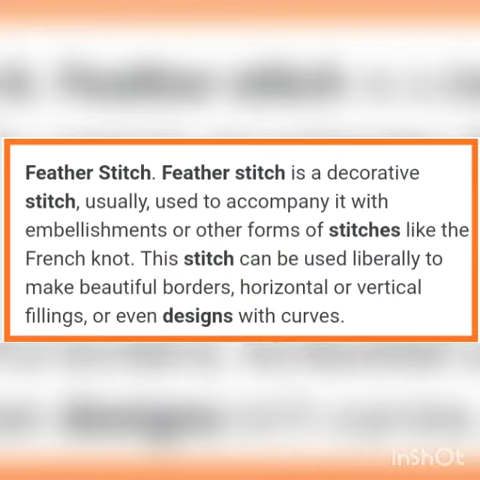 Feather Stitch. Feather stitch is a decorative
stitch, usually, used to accompany it with
embellishments or other forms of stitches like the
French knot. This stitch can be used liberally to
make beautiful borders, horizontal or vertical
fillings, or even designs with curves.
InShOt